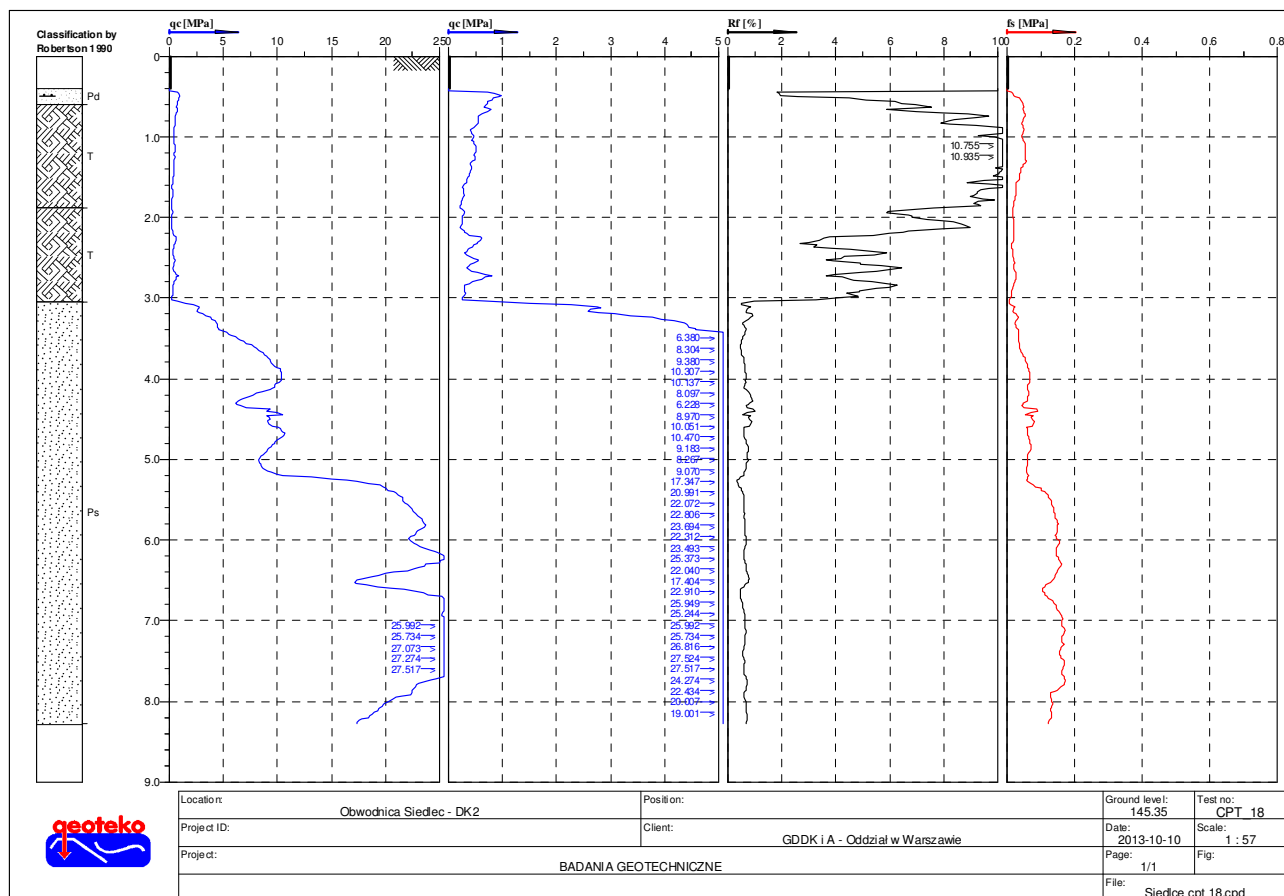 Classification by
Robertson 1990
qc [MPa]
0 5 10 15 20 25
qc [MPa]
0 1 2 3 4 5
Rf [%]
0 2 4 6 8 10
fs [MPa]
0 0.2 0.4 0.6 0.8
0
1.0
2.0
3.0
4.0
5.0
6.0
7.0
8.0
9.0
Pd
T
T
Ps
25.992
25.734
27.073
27.274
27.517
6.380
8.304
9.380
10.307
10.137
8.097
6.228
8.970
10.051
10.470
9.183
8.267
9.070
17.347
20.991
22.072
22.806
23.694
22.312
23.493
25.373
22.040
17.404
22.910
25.949
25.244
25.992
25.734
26.816
27.524
27.517
24.274
22.434
20.007
19.001
10.755
10.935
geoteko
Location:
Obwodnica Siedlec - DK2
Position:
Ground level:
145.35
Test no:
CPT_18
Project ID:
Client:
GDDK i A - Oddział w Warszawie
Date:
2013-10-10
Scale:
1 : 57
Project:
BADANIA GEOTECHNICZNE
Page:
1/1
Fig:
File:
Siedlce cpt 18.cpd